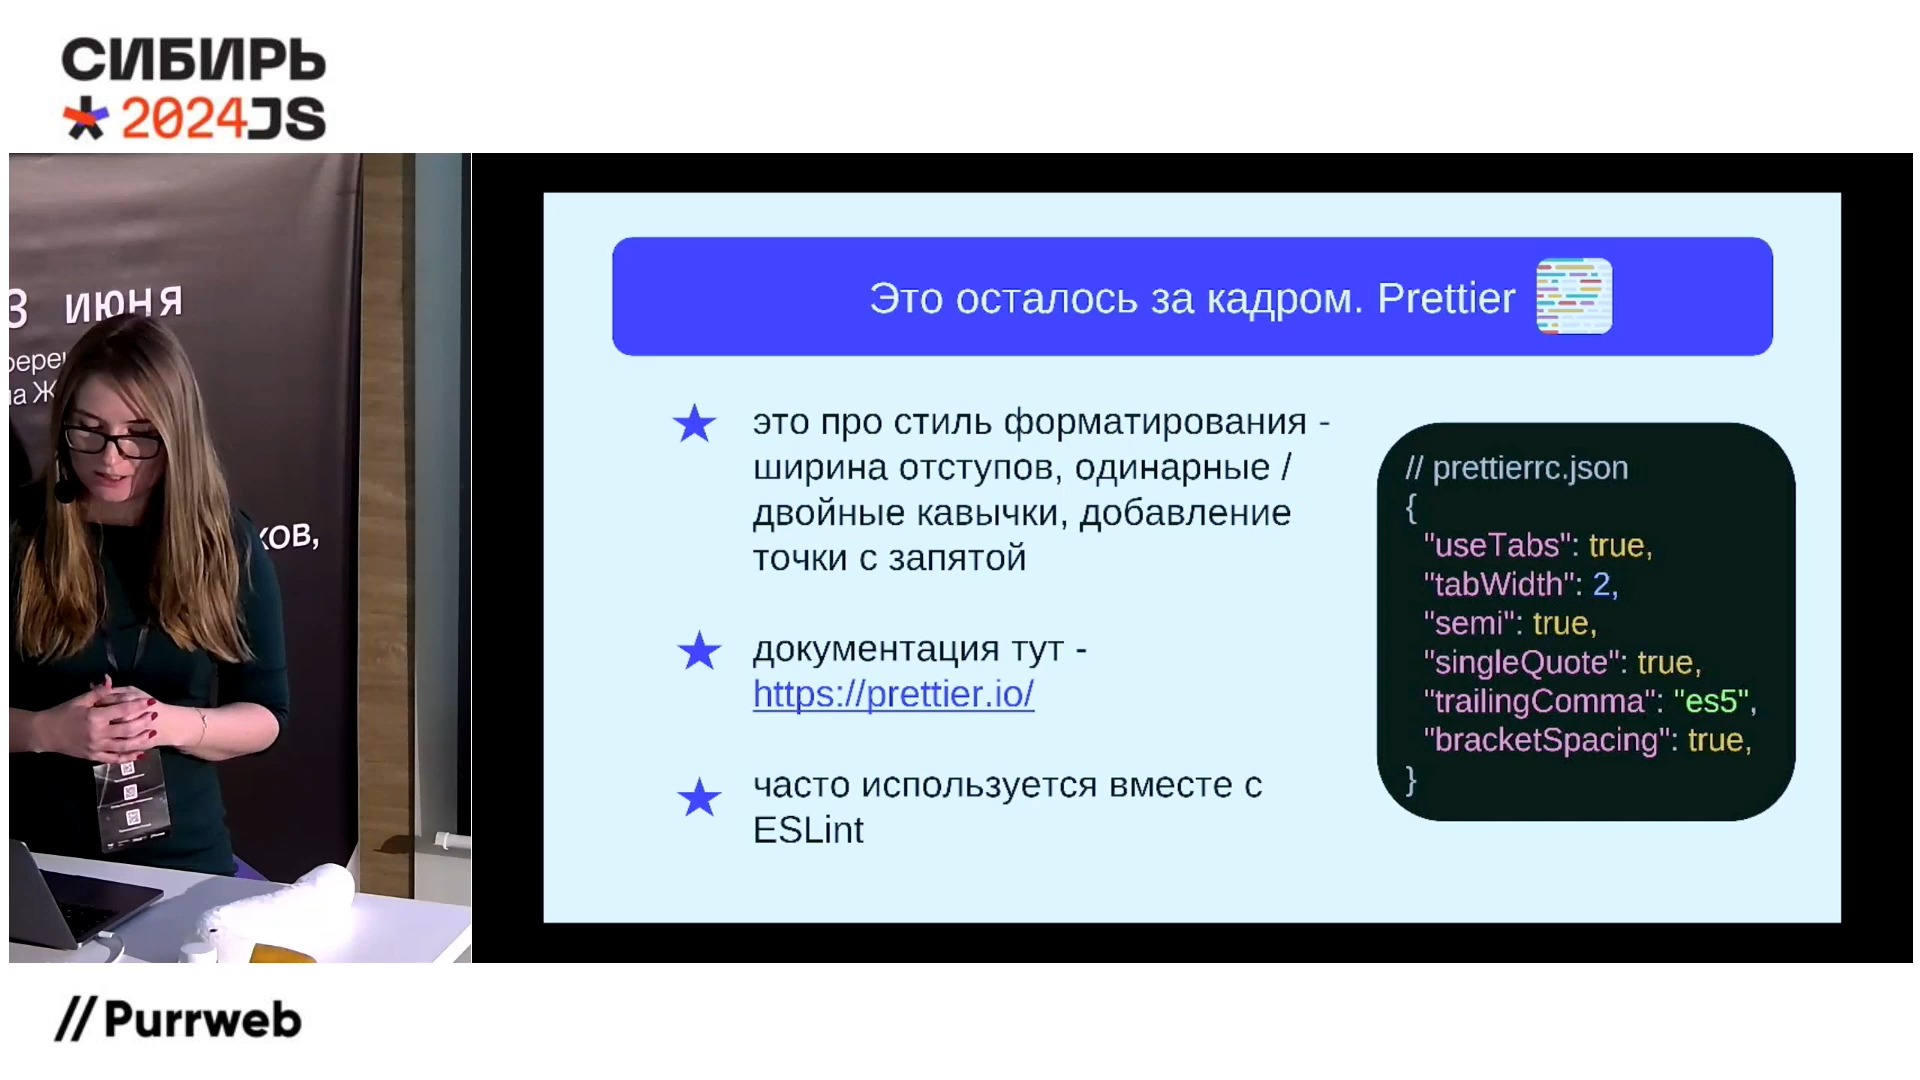 СИБИРЬ
2024JS
3 июня
ков,
Это осталось за кадром. Prettier
это про стиль форматирования -
ширина отступов, одинарные /
двойные кавычки, добавление
точки с запятой
документация тут -
https://prettier.io/
часто используется вместе с
ESLint
// prettierrc.json
{
"useTabs": true,
"tabWidth": 2,
"semi": true,
"singleQuote": true,
"trailingComma": "es5",
"bracketSpacing": true,
}
//Purrweb